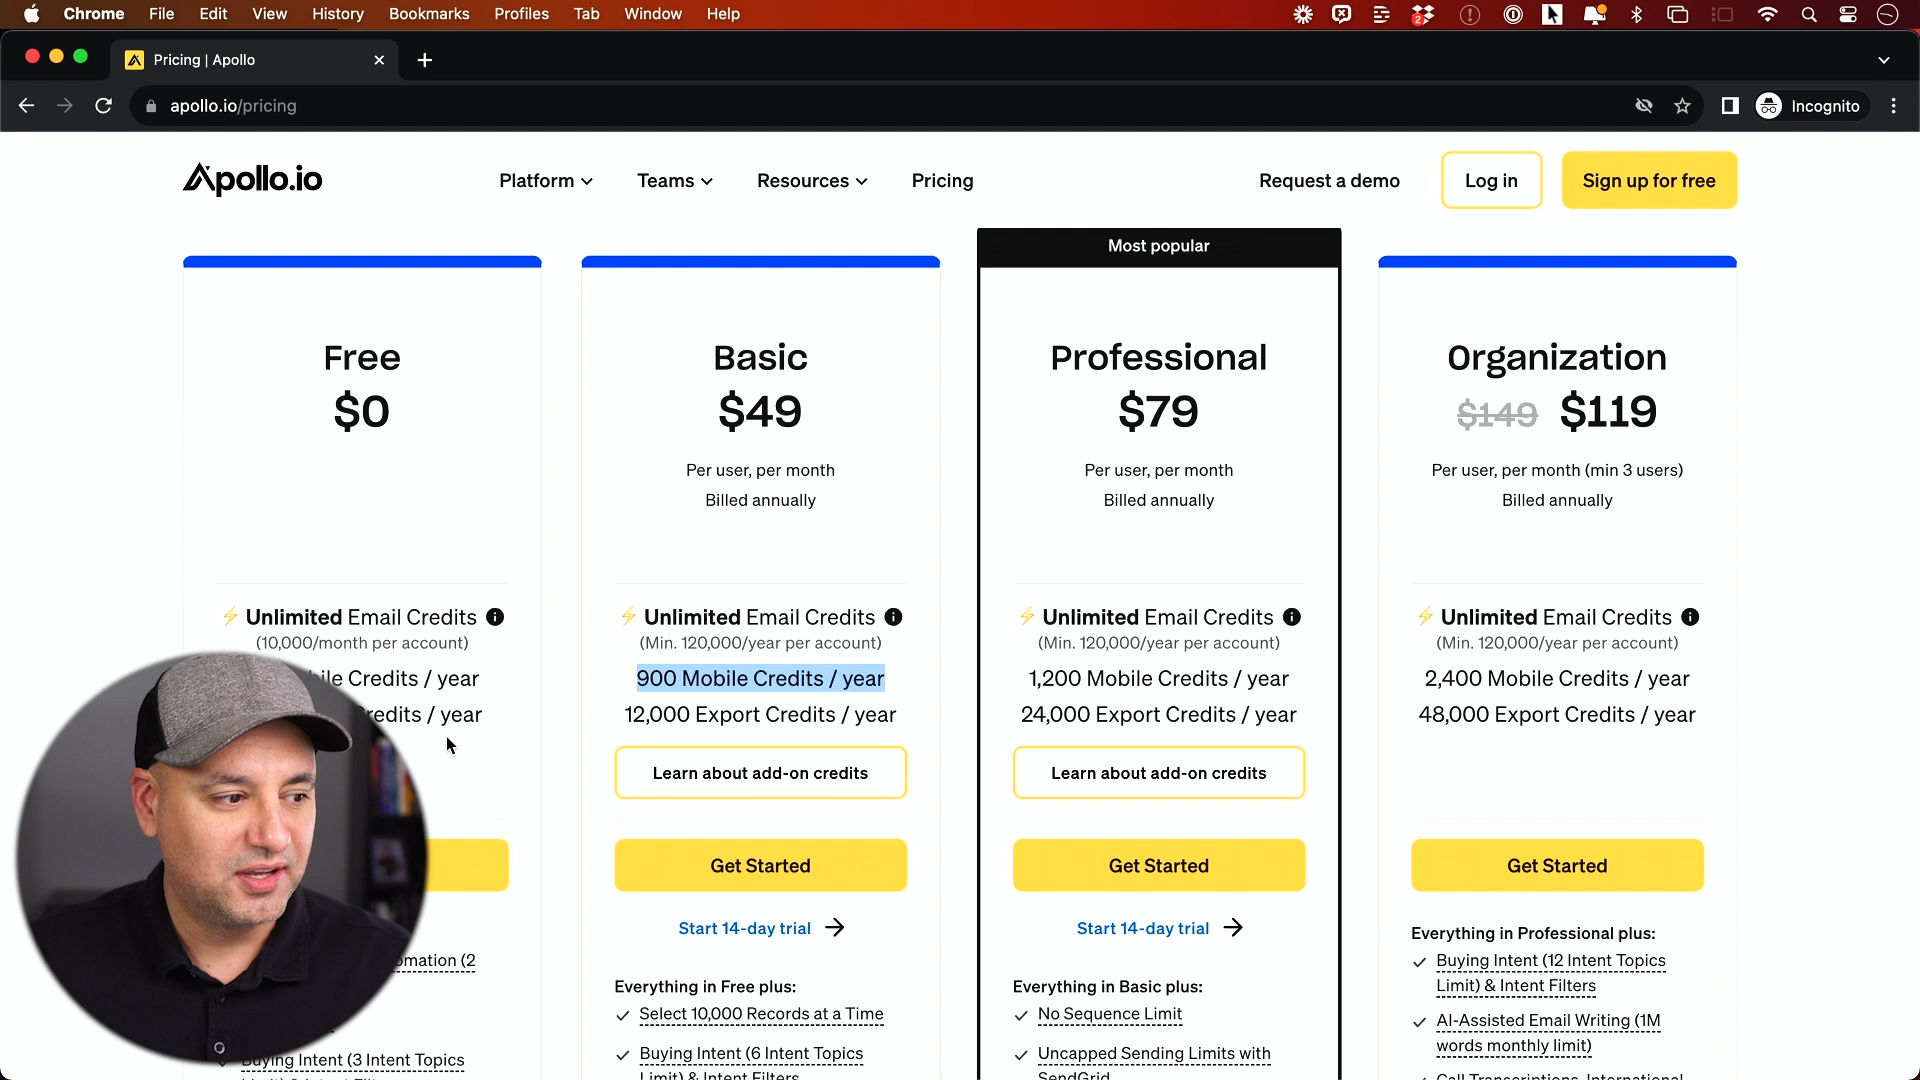 Chrome File Edit View History Bookmarks Profiles Tab Window Help
2
Pricing | Apollo
apollo.io/pricing
Incognito
Apollo.io
Platform
Teams
Resources
Pricing
Request a demo
Log in
Sign up for free
Free
$0
⚡ Unlimited Email Credits
(10,000/month per account)
Credits / year
/ year
(2
Buying Intent (3 Intent Topics
Basic
$49
Per user, per month
Billed annually
⚡ Unlimited Email Credits
(Min. 120,000/year per account)
900 Mobile Credits / year
12,000 Export Credits / year
Learn about add-on credits
Get Started
Start 14-day trial
Everything in Free plus:
Select 10,000 Records at a Time
Buying Intent (6 Intent Topics
Limit) & Intent Filters
Most popular
Professional
$79
Per user, per month
Billed annually
⚡ Unlimited Email Credits
(Min. 120,000/year per account)
1,200 Mobile Credits / year
24,000 Export Credits / year
Learn about add-on credits
Get Started
Start 14-day trial
Everything in Basic plus:
No Sequence Limit
Uncapped Sending Limits with
SendGrid
Organization
$149 $119
Per user, per month (min 3 users)
Billed annually
⚡ Unlimited Email Credits
(Min. 120,000/year per account)
2,400 Mobile Credits / year
48,000 Export Credits / year
Get Started
Everything in Professional plus:
Buying Intent (12 Intent Topics
Limit) & Intent Filters
AI-Assisted Email Writing (1M
words monthly limit)
Call Transcriptions, International